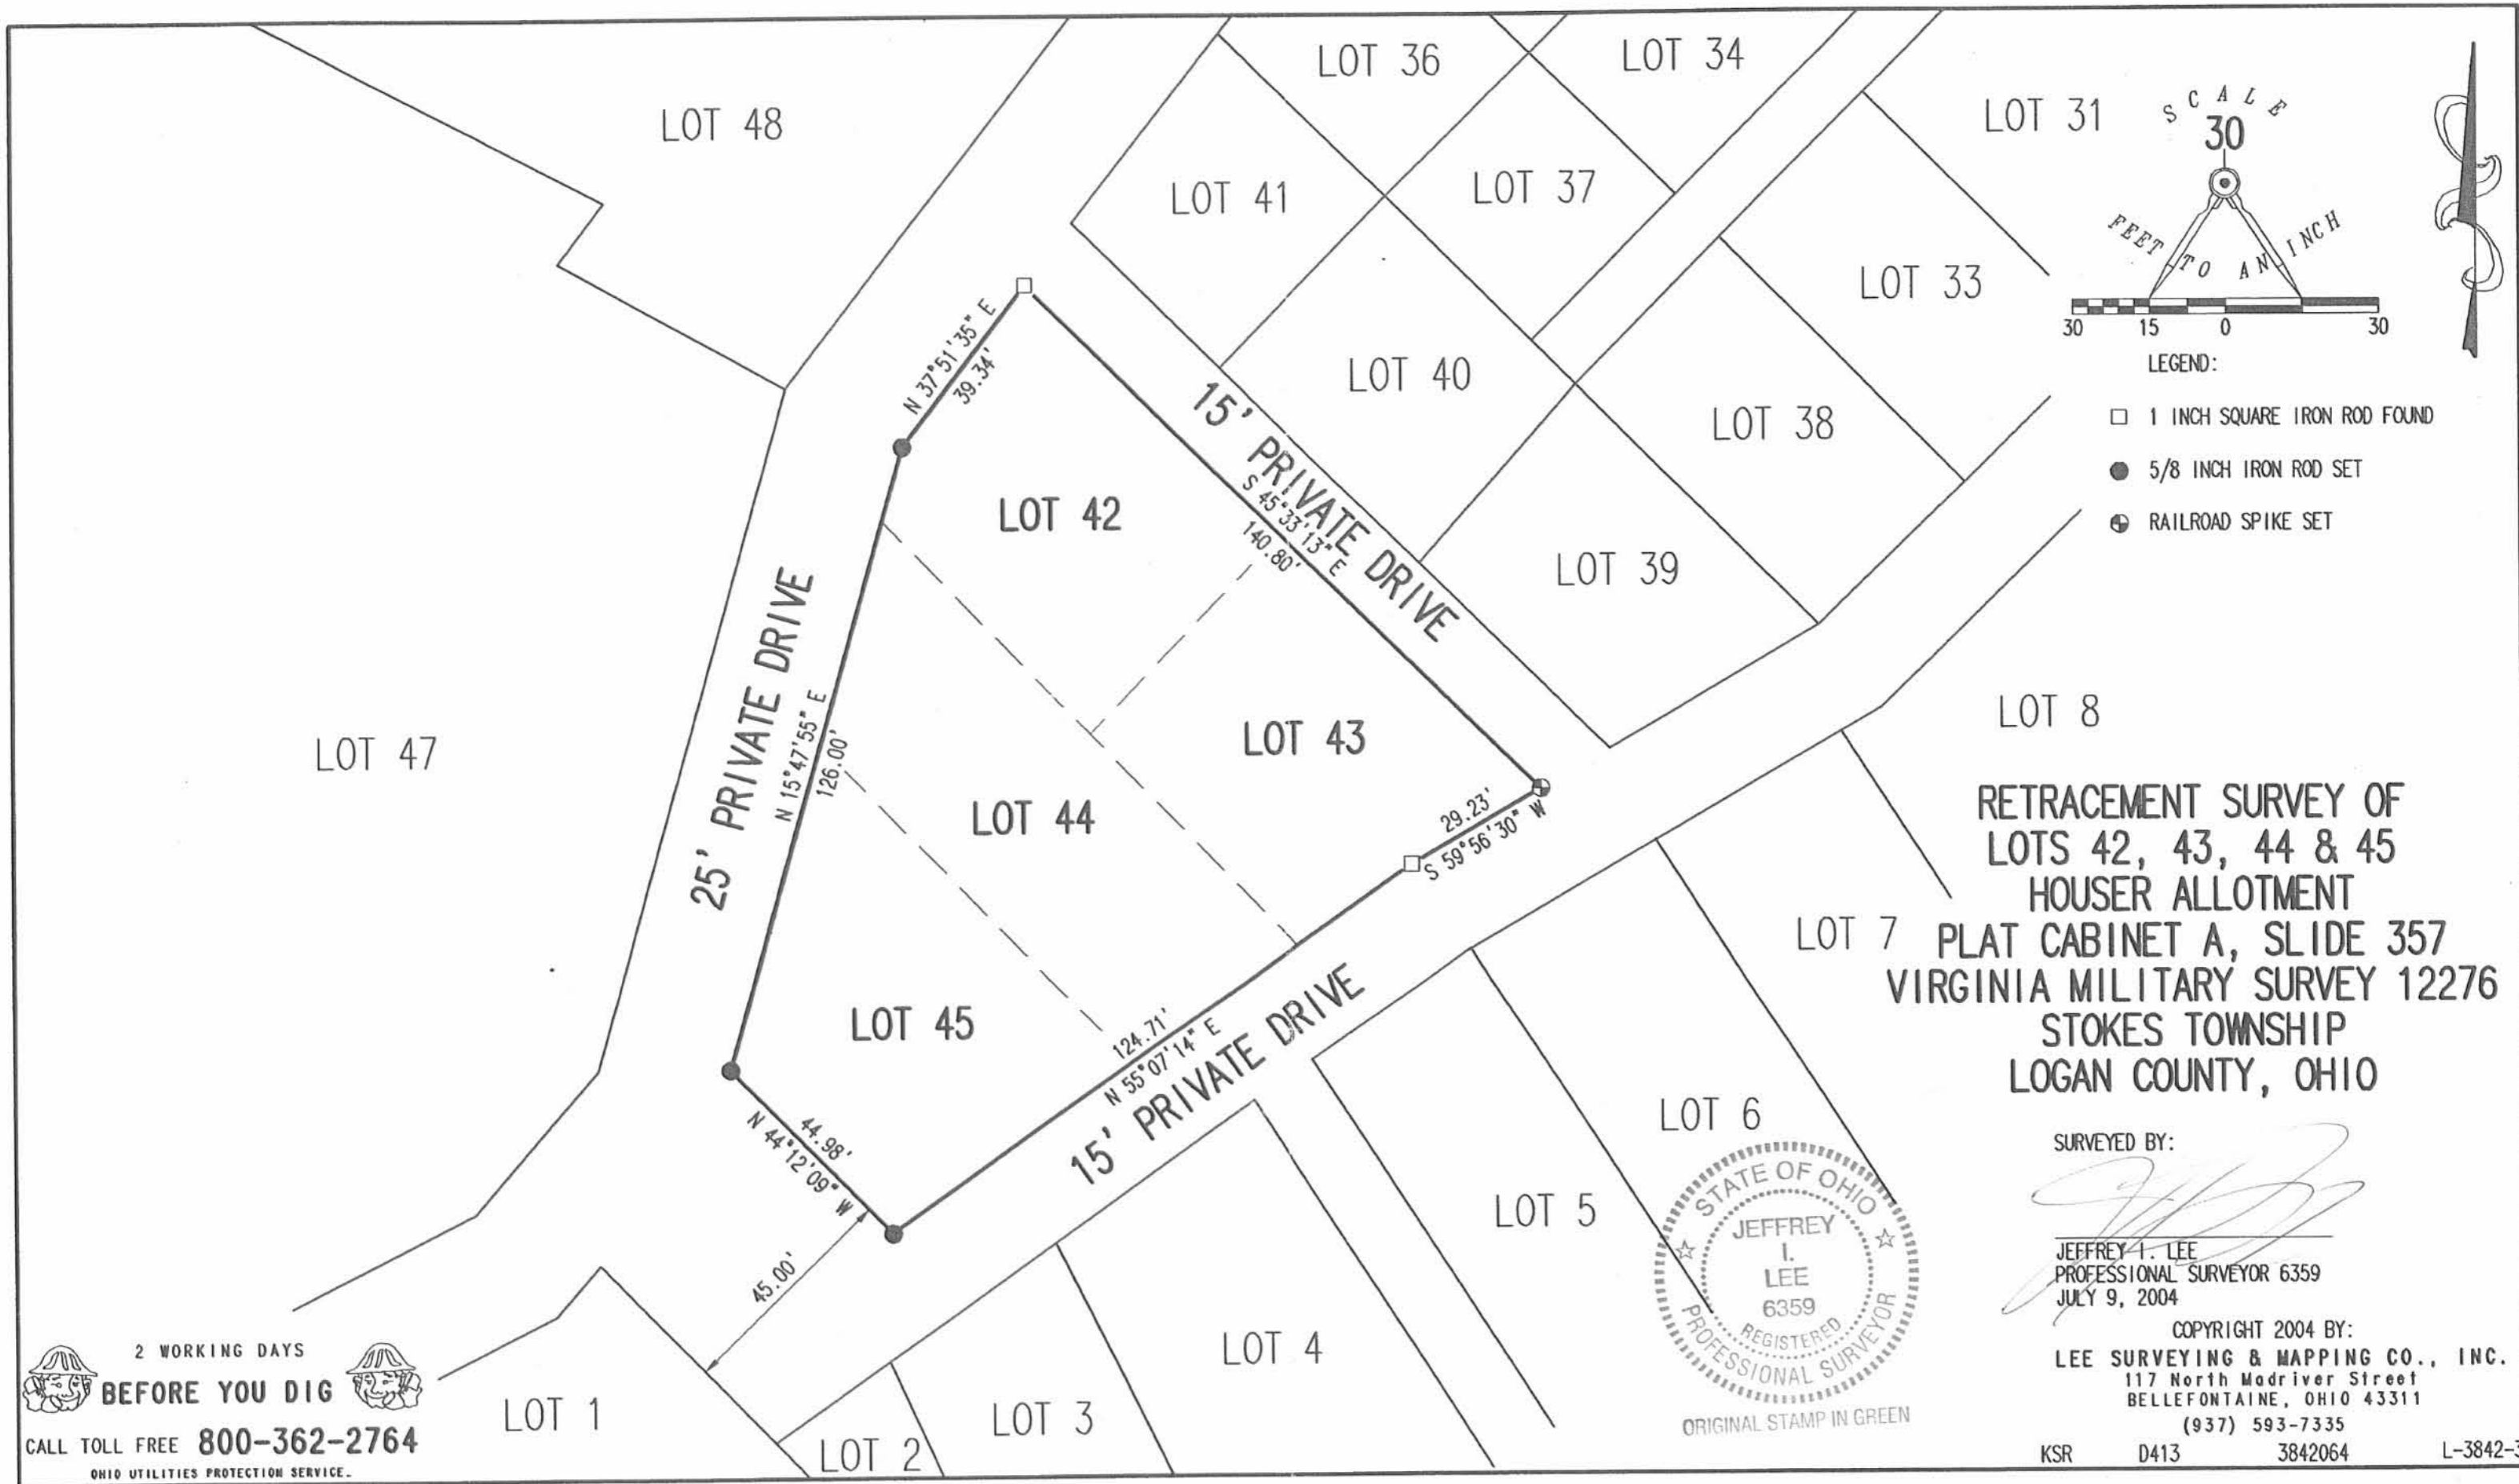 LOT 36
LOT 34
LOT 48
LOT 31
SCALE
30
FEET TO AN INCH
30 15 0 30
LOT 41
LOT 37
LOT 33
LEGEND:
1 INCH SQUARE IRON ROD FOUND
5/8 INCH IRON ROD SET
RAILROAD SPIKE SET
N 37°51'35" E
39.34'
LOT 40
LOT 38
15' PRIVATE DRIVE
S 45°33'13" E
140.80'
LOT 42
LOT 39
25' PRIVATE DRIVE
N 15°47'55" E
126.00'
LOT 47
LOT 43
LOT 8
LOT 44
29.23'
S 59°56'30" W
RETRACEMENT SURVEY OF
LOTS 42, 43, 44 & 45
HOUSER ALLOTMENT
PLAT CABINET A, SLIDE 357
VIRGINIA MILITARY SURVEY 12276
STOKES TOWNSHIP
LOGAN COUNTY, OHIO
LOT 7
LOT 45
124.71'
N 55°07'14" E
15' PRIVATE DRIVE
44.98'
N 44°12'09" W
45.00'
LOT 6
LOT 5
LOT 4
LOT 3
LOT 2
LOT 1
STATE OF OHIO
JEFFREY
I.
LEE
6359
REGISTERED
PROFESSIONAL SURVEYOR
ORIGINAL STAMP IN GREEN
SURVEYED BY:
JEFFREY I. LEE
PROFESSIONAL SURVEYOR 6359
JULY 9, 2004
COPYRIGHT 2004 BY:
LEE SURVEYING & MAPPING CO., INC.
117 North Madriver Street
BELLEFONTAINE, OHIO 43311
(937) 593-7335
KSR D413 3842064 L-3842-3
2 WORKING DAYS
BEFORE YOU DIG
CALL TOLL FREE 800-362-2764
OHIO UTILITIES PROTECTION SERVICE.